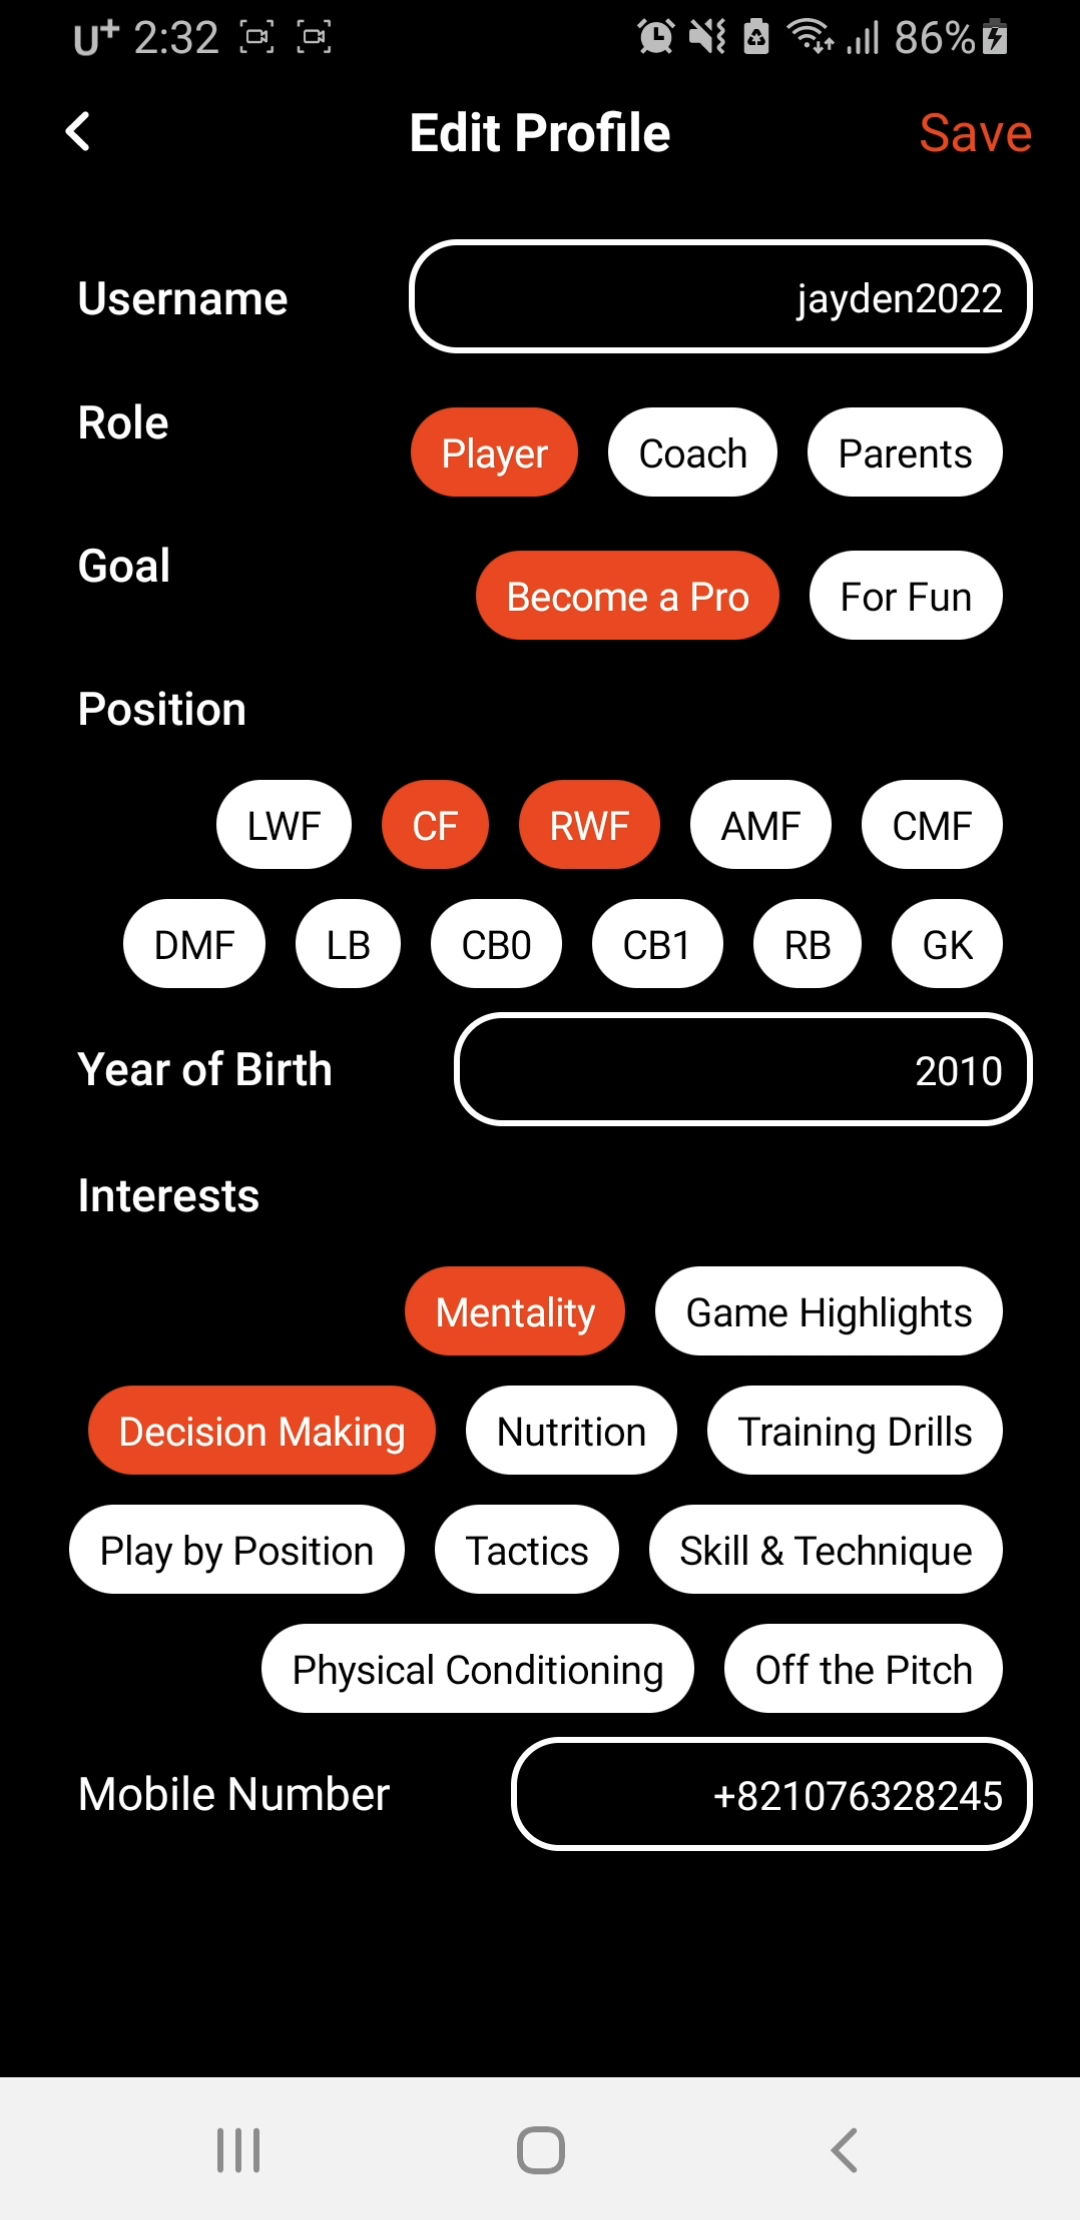 U+ 2:32 86%
Edit Profile Save
Username jayden2022
Role Player Coach Parents
Goal Become a Pro For Fun
Position
LWF CF RWF AMF CMF
DMF LB CB0 CB1 RB GK
Year of Birth 2010
Interests
Mentality Game Highlights
Decision Making Nutrition Training Drills
Play by Position Tactics Skill & Technique
Physical Conditioning Off the Pitch
Mobile Number +821076328245